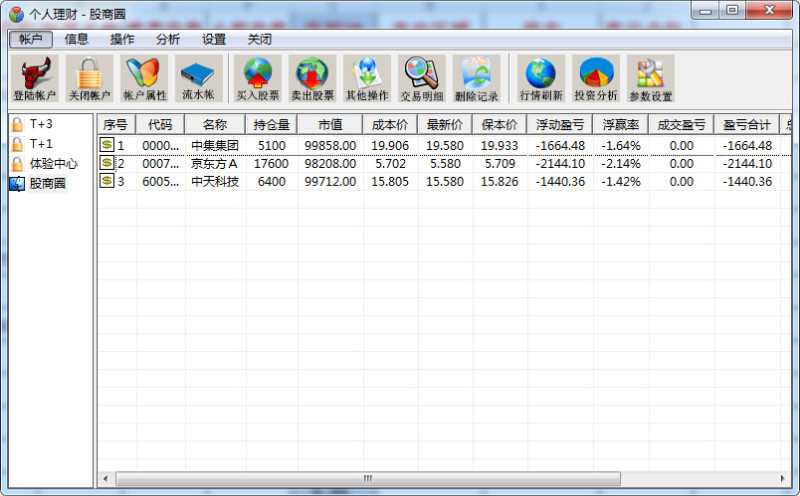 个人理财 - 股商圈
帐户 信息 操作 分析 设置 关闭
登陆帐户 关闭帐户 帐户属性 流水帐 买入股票 卖出股票 其他操作 交易明细 删除记录 行情刷新 投资分析 参数设置
T+3
T+1
体验中心
股商圈
序号 代码 名称 持仓量 市值 成本价 最新价 保本价 浮动盈亏 浮赢率 成交盈亏 盈亏合计
1 0000... 中集集团 5100 99858.00 19.906 19.580 19.933 -1664.48 -1.64% 0.00 -1664.48
2 0007... 京东方A 17600 98208.00 5.702 5.580 5.709 -2144.10 -2.14% 0.00 -2144.10
3 6005... 中天科技 6400 99712.00 15.805 15.580 15.826 -1440.36 -1.42% 0.00 -1440.36